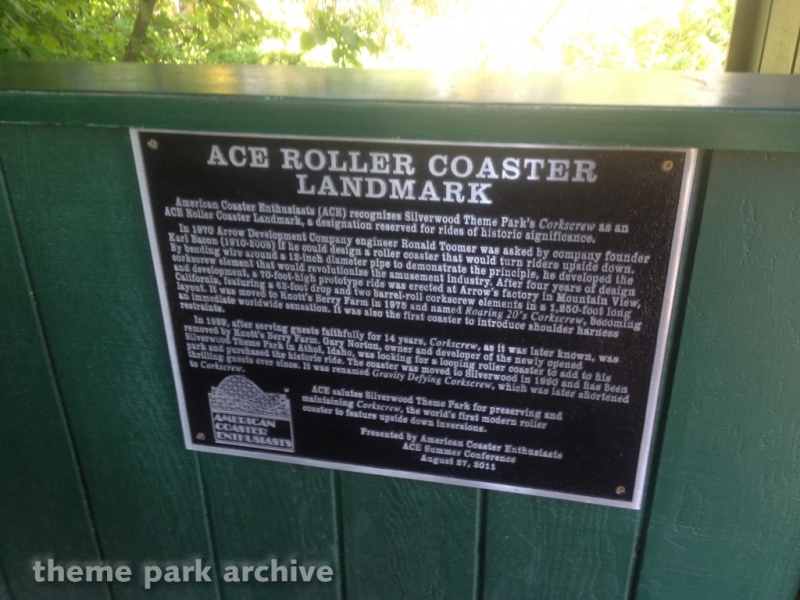 ACE ROLLER COASTER
LANDMARK
American Coaster Enthusiasts (ACE) recognizes Silverwood Theme Park's Corkscrew as an
ACE Roller Coaster Landmark, a designation reserved for rides of historic significance.
In 1970 Arrow Development Company engineer Ronald Toomer was asked by company founder
Karl Bacon (1910-2008) if he could design a roller coaster that would turn riders upside down.
By bending wire around a 12-inch diameter pipe to demonstrate the principle, he developed the
corkscrew element that would revolutionize the amusement industry. After four years of design
and development, a 70-foot-high prototype ride was erected at Arrow's factory in Mountain View,
California, featuring a 62-foot drop and two barrel-roll corkscrew elements in a 1,250-foot long
layout. It was moved to Knott's Berry Farm in 1975 and named Roaring 20's Corkscrew, becoming
an immediate worldwide sensation. It was also the first coaster to introduce shoulder harness
restraints.
In 1989, after serving guests faithfully for 14 years, Corkscrew, as it was later known, was
removed by Knott's Berry Farm. Gary Norton, owner and developer of the newly opened
Silverwood Theme Park in Athol, Idaho, was looking for a looping roller coaster to add to his
park and purchased the historic ride. The coaster was moved to Silverwood in 1990 and has been
thrilling guests ever since. It was renamed Gravity Defying Corkscrew, which was later shortened
to Corkscrew.
ACE salutes Silverwood Theme Park for preserving and
maintaining Corkscrew, the world's first modern roller
coaster to feature upside down inversions.
Presented by American Coaster Enthusiasts
ACE Summer Conference
August 27, 2011
AMERICAN
COASTER
ENTHUSIASTS
theme park archive